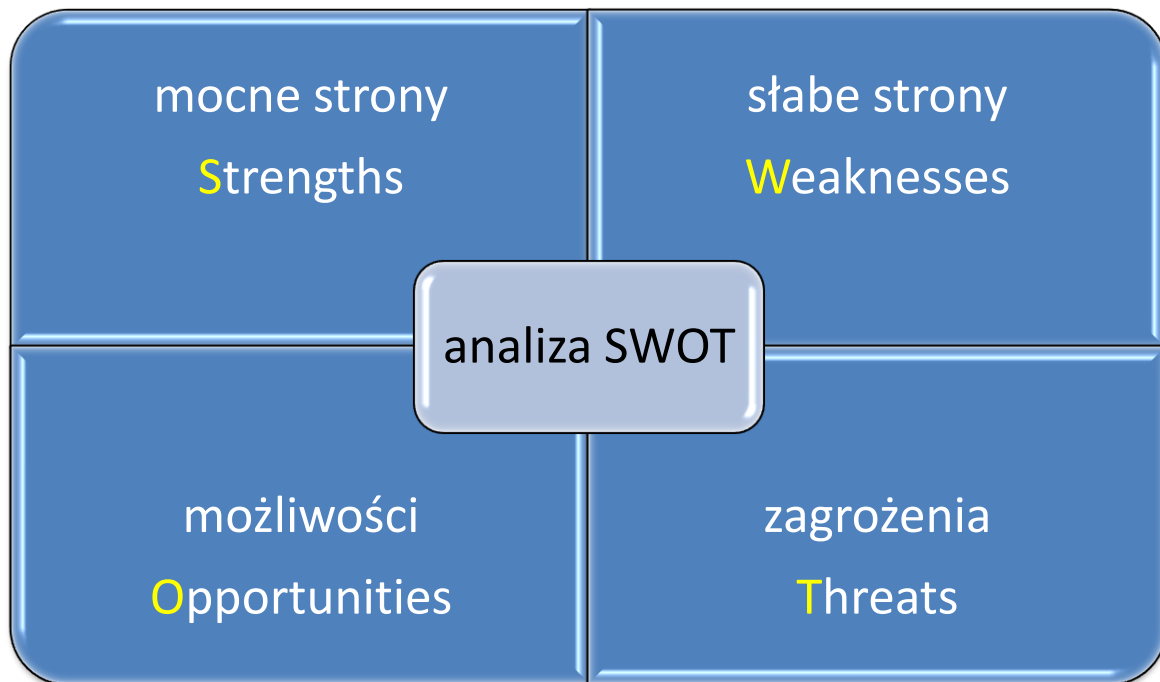 mocne strony
Strengths
słabe strony
Weaknesses
analiza SWOT
możliwości
Opportunities
zagrożenia
Threats